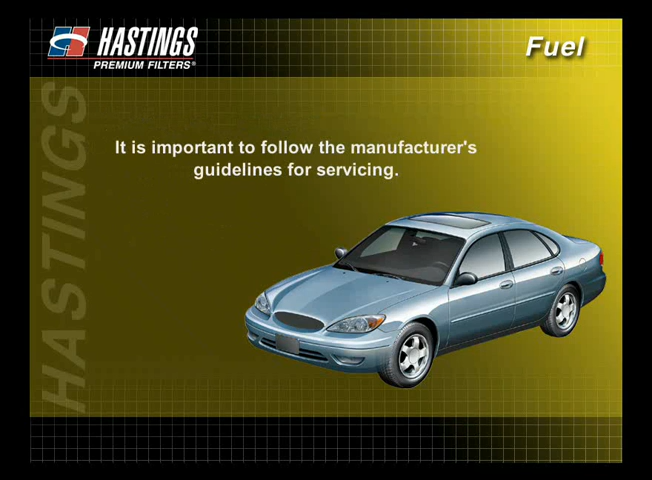 HASTINGS
PREMIUM FILTERS®
Fuel
HASTINGS
It is important to follow the manufacturer's
guidelines for servicing.